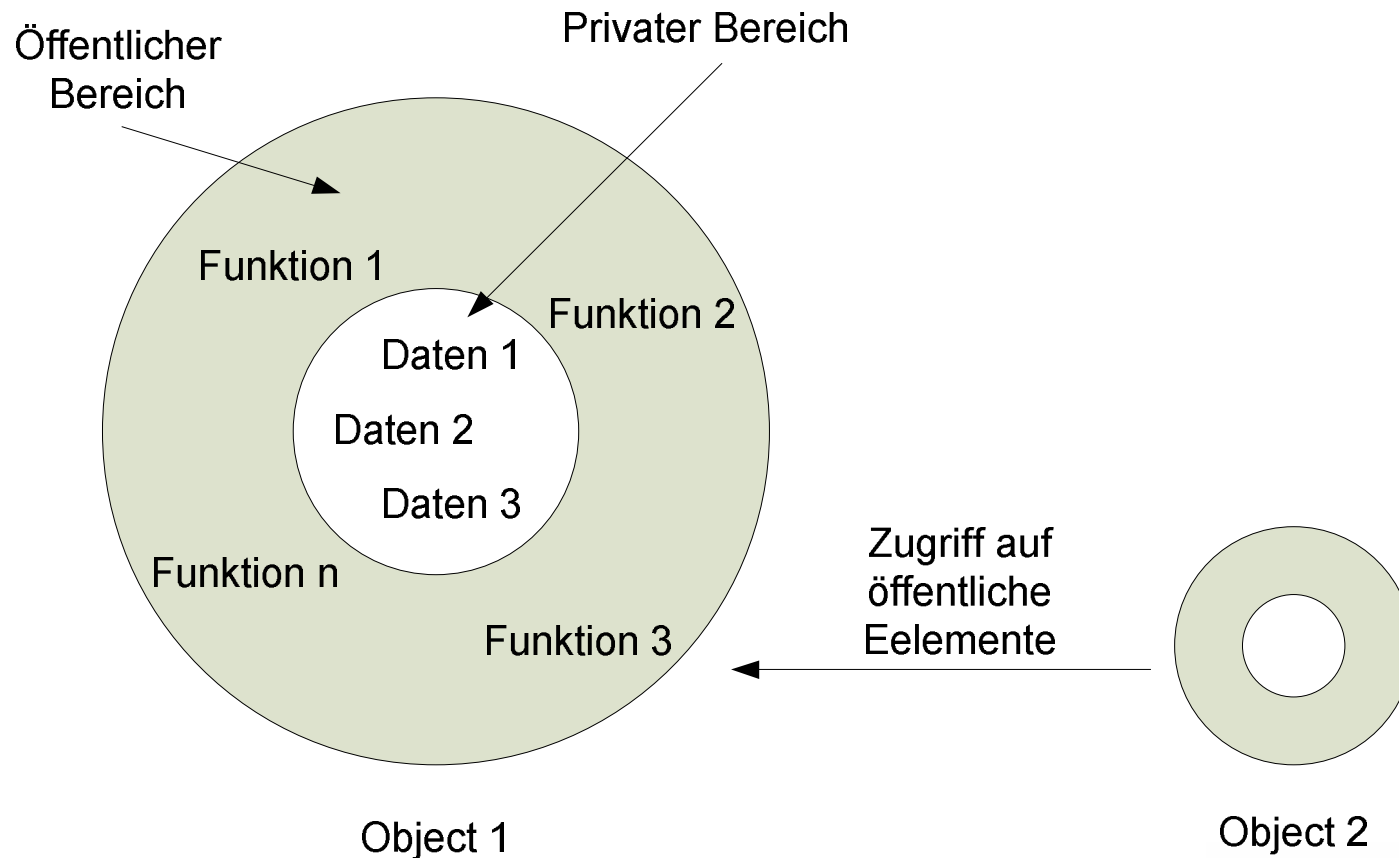 Öffentlicher
Bereich
Privater Bereich
Funktion 1
Funktion 2
Daten 1
Daten 2
Daten 3
Funktion n
Funktion 3
Zugriff auf
öffentliche
Eelemente
Object 1
Object 2